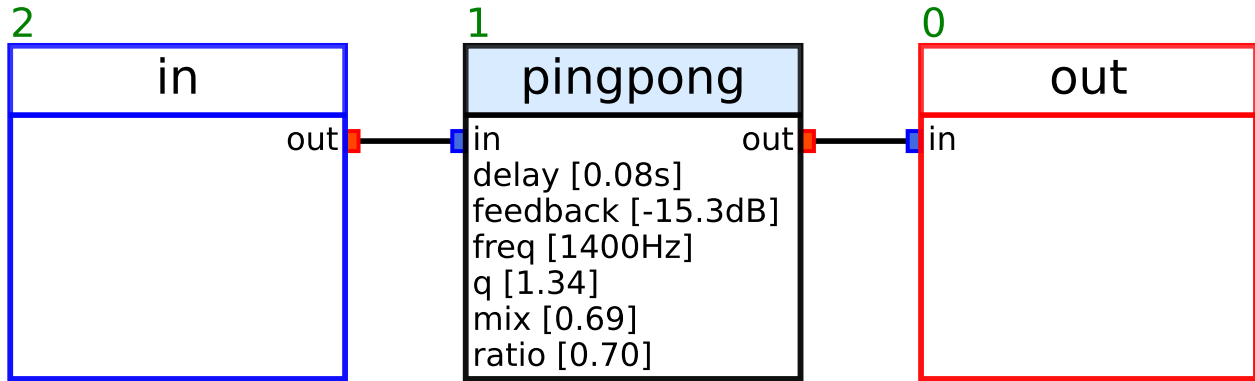 2
in
out
1
pingpong
in
out
delay [0.08s]
feedback [-15.3dB]
freq [1400Hz]
q [1.34]
mix [0.69]
ratio [0.70]
0
out
in